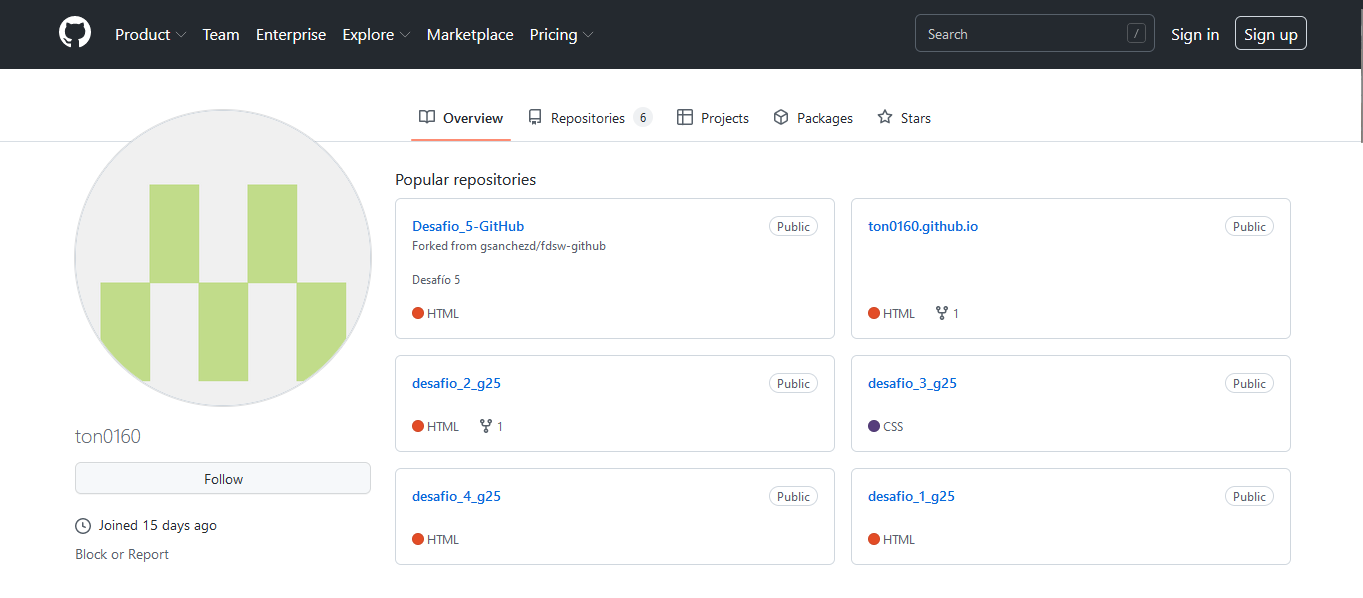 Product Team Enterprise Explore Marketplace Pricing Search / Sign in Sign up
Overview Repositories 6 Projects Packages Stars
ton0160
Follow
Joined 15 days ago
Block or Report
Popular repositories
Desafio_5-GitHub Public
Forked from gsanchezd/fdsw-github
Desafío 5
HTML
ton0160.github.io Public
HTML 1
desafio_2_g25 Public
HTML 1
desafio_3_g25 Public
CSS
desafio_4_g25 Public
HTML
desafio_1_g25 Public
HTML